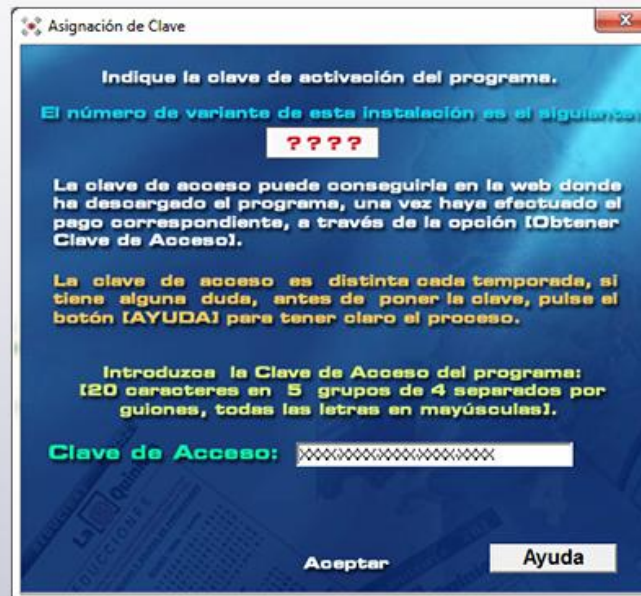 Asignación de Clave
Indique la clave de activación del programa.
El número de variante de esta instalación es el siguiente:
????
La clave de acceso puede conseguirla en la web donde
ha descargado el programa, una vez haya efectuado el
pago correspondiente, a través de la opción [Obtener
Clave de Acceso].
La clave de acceso es distinta cada temporada, si
tiene alguna duda, antes de poner la clave, pulse el
botón [AYUDA] para tener claro el proceso.
Introduzca la Clave de Acceso del programa:
[20 caracteres en 5 grupos de 4 separados por
guiones, todas las letras en mayúsculas].
Clave de Acceso: XXXX-XXXX-XXXX-XXXX-XXXX
La Quiniela
Aceptar
Ayuda